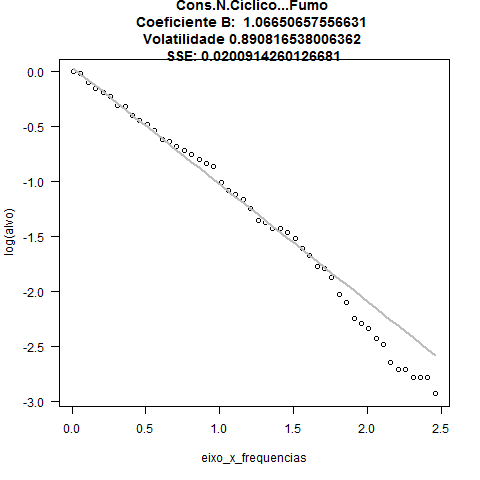 Cons.N.Ciclico...Fumo
Coeficiente B:  1.06650657556631
Volatilidade 0.890816538006362
SSE: 0.0200914260126681
0.0
-0.5
-1.0
-1.5
-2.0
-2.5
-3.0
log(alvo)
0.0 0.5 1.0 1.5 2.0 2.5
eixo_x_frequencias